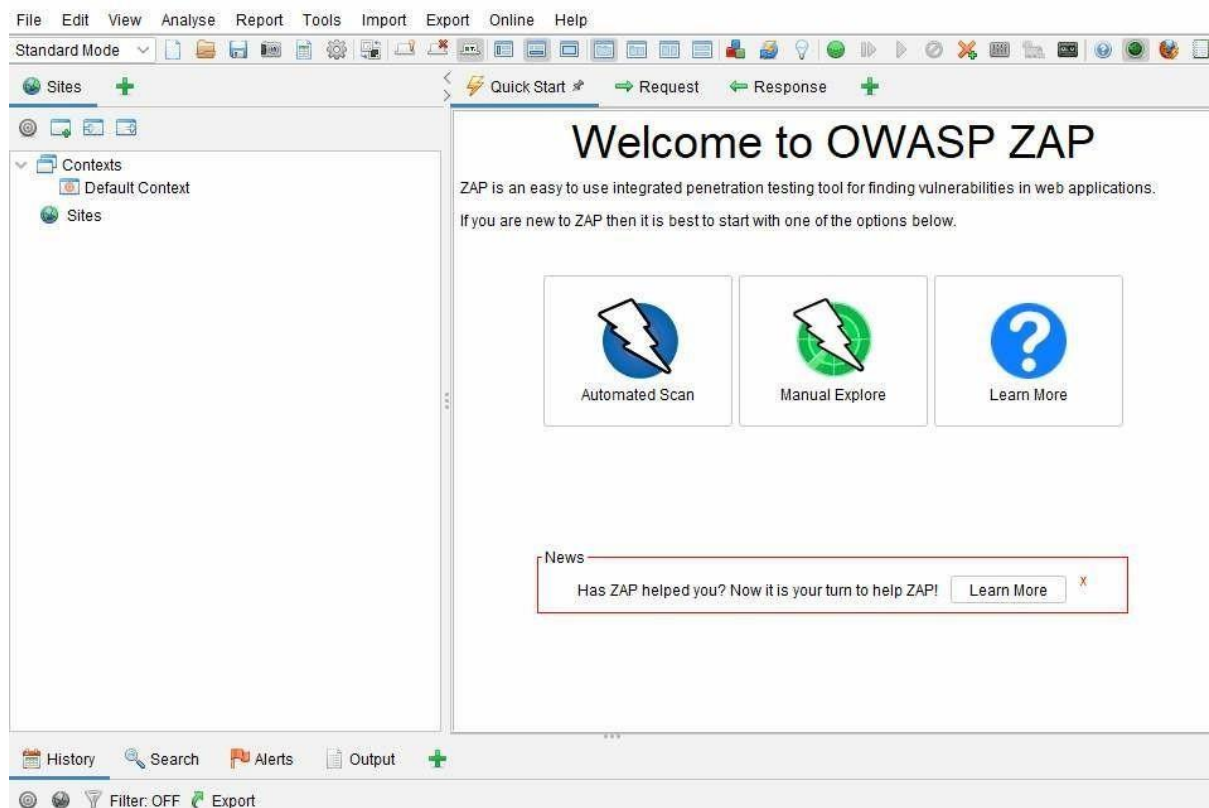 File Edit View Analyse Report Tools Import Export Online Help
Standard Mode
Sites
Quick Start Request Response
Contexts
Default Context
Sites
Welcome to OWASP ZAP
ZAP is an easy to use integrated penetration testing tool for finding vulnerabilities in web applications.
If you are new to ZAP then it is best to start with one of the options below.
Automated Scan Manual Explore Learn More
News
Has ZAP helped you? Now it is your turn to help ZAP! Learn More X
History Search Alerts Output
Filter: OFF Export